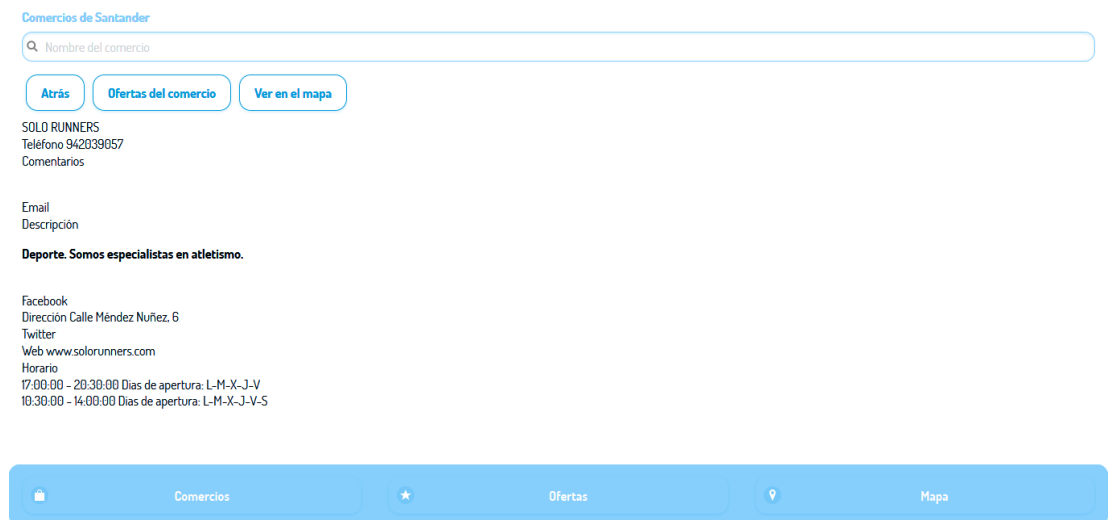 Comercios de Santander
Nombre del comercio
Atrás
Ofertas del comercio
Ver en el mapa
SOLO RUNNERS
Teléfono 942039057
Comentarios
Email
Descripción
Deporte. Somos especialistas en atletismo.
Facebook
Dirección Calle Méndez Nuñez, 6
Twitter
Web www.solorunners.com
Horario
17:00:00 - 20:30:00 Dias de apertura: L-M-X-J-V
10:30:00 - 14:00:00 Dias de apertura: L-M-X-J-V-S
Comercios
Ofertas
Mapa